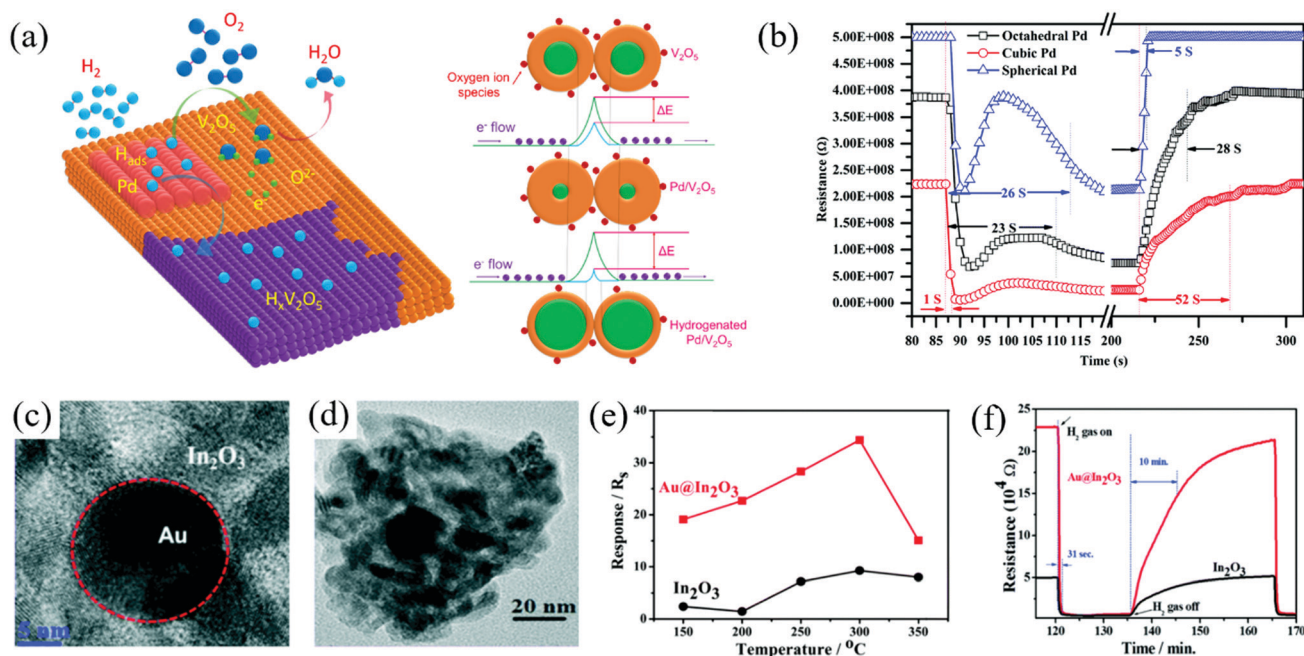 (a)
O₂
H₂O
H₂
V₂O₅
H_ads
Pd
O²⁻
e⁻
HₓV₂O₅
V₂O₅
Oxygen ion
species
ΔE
e⁻ flow
Pd/V₂O₅
ΔE
e⁻ flow
Hydrogenated
Pd/V₂O₅
(b)
Resistance (Ω)
5.00E+008
4.50E+008
4.00E+008
3.50E+008
3.00E+008
2.50E+008
2.00E+008
1.50E+008
1.00E+008
5.00E+007
0.00E+000
Octahedral Pd
Cubic Pd
Spherical Pd
5 S
28 S
26 S
23 S
1 S
52 S
80 85 90 95 100 105 110 115 200 250 300
Time (s)
(c)
In₂O₃
Au
5 nm
(d)
20 nm
(e)
Response / Rₛ
40
30
20
10
0
Au@In₂O₃
In₂O₃
150 200 250 300 350
Temperature / °C
(f)
Resistance (10⁴ Ω)
25
20
15
10
5
H₂ gas on
10 min.
Au@In₂O₃
31 sec.
In₂O₃
H₂ gas off
120 130 140 150 160 170
Time / min.